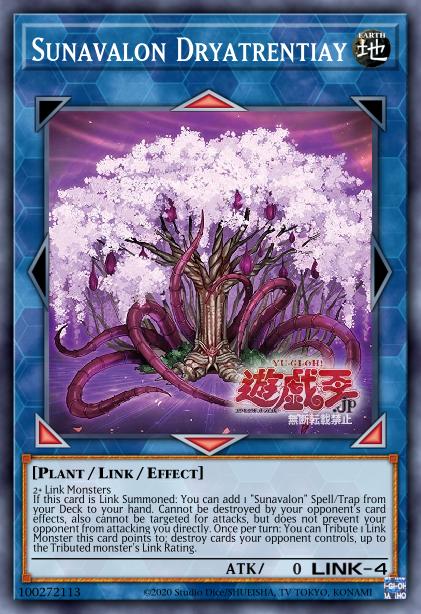 SUNAVALON DRYATRENTIAY
EARTH
地
YU-GI-OH!
遊戯王
.JP
無断転載禁止
[PLANT / LINK / EFFECT]
2+ Link Monsters
If this card is Link Summoned: You can add 1 "Sunavalon" Spell/Trap from
your Deck to your hand. Cannot be destroyed by your opponent's card
effects, also cannot be targeted for attacks, but does not prevent your
opponent from attacking you directly. Once per turn: You can Tribute 1 Link
Monster this card points to; destroy cards your opponent controls, up to
the Tributed monster's Link Rating.
ATK/ 0 LINK-4
100272113 ©2020 Studio Dice/SHUEISHA, TV TOKYO, KONAMI